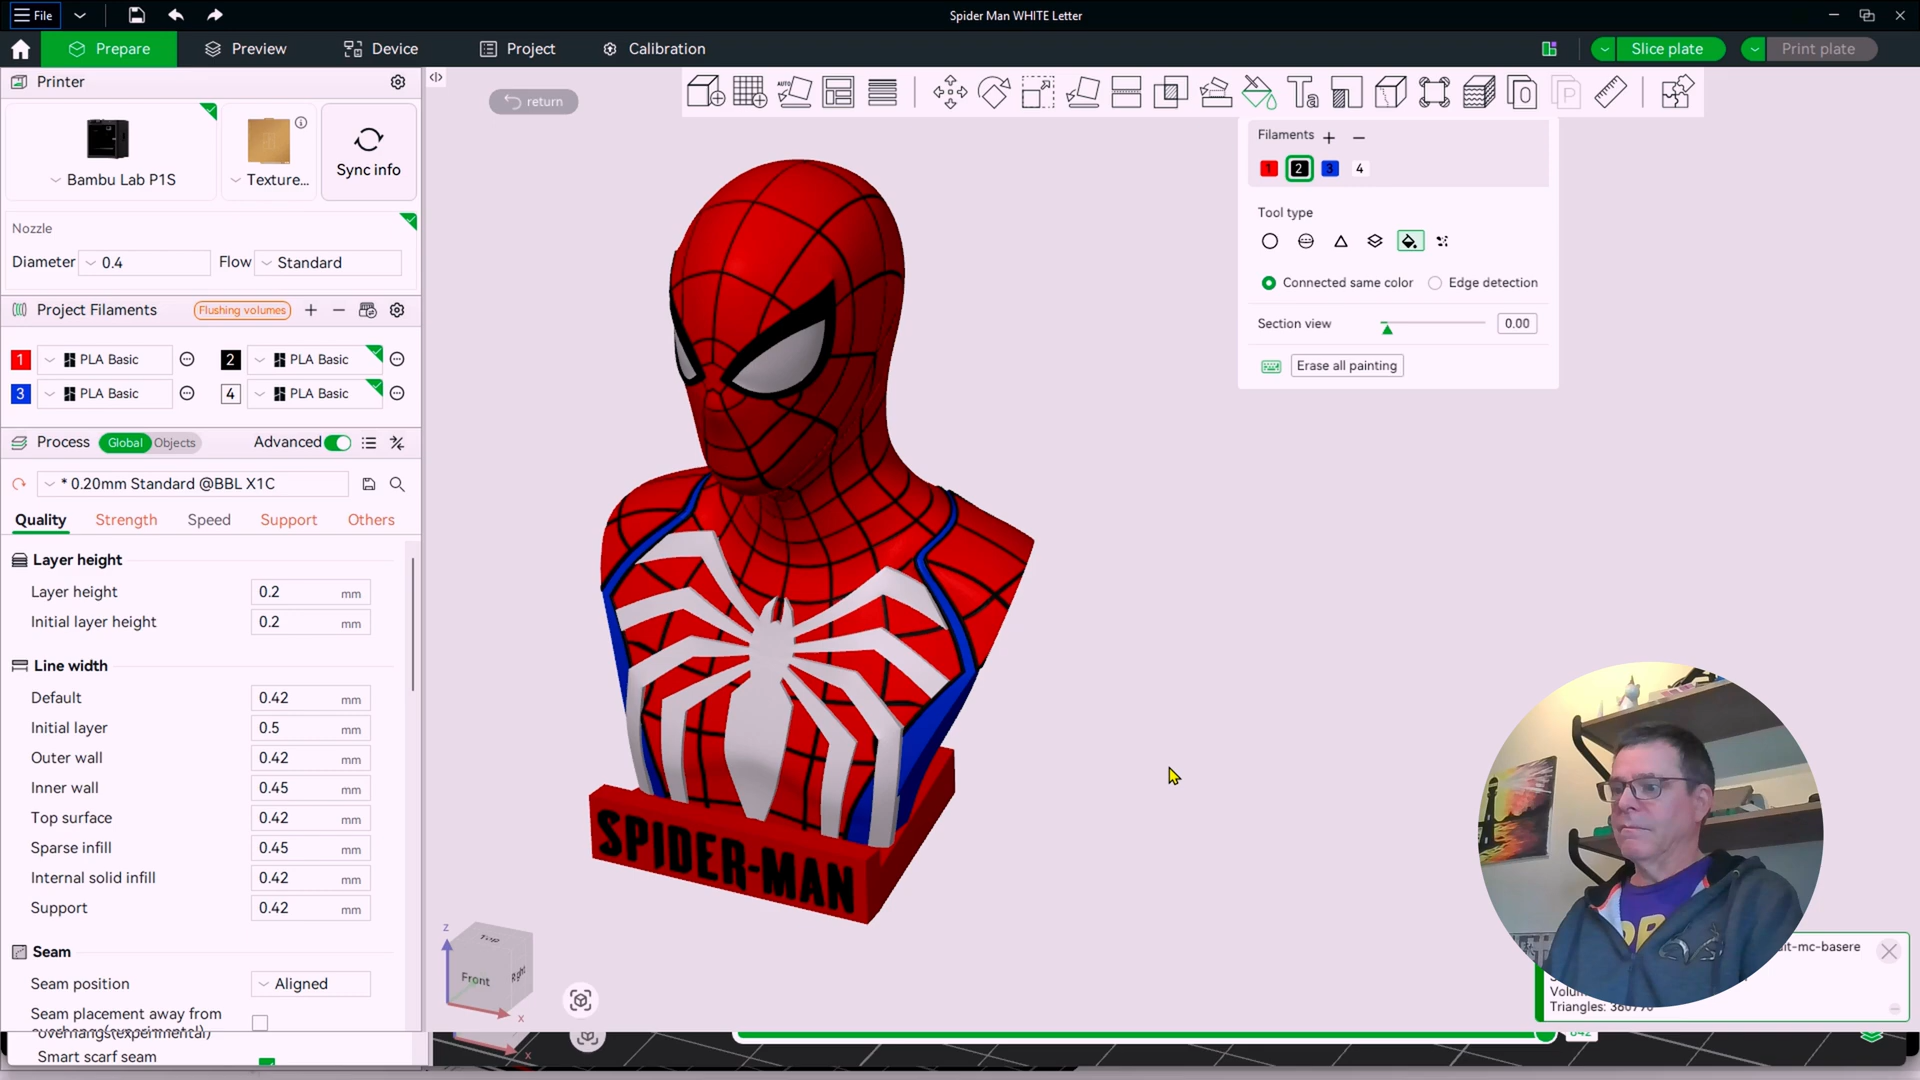 File
Spider Man WHITE Letter
Prepare
Preview
Device
Project
Calibration
Slice plate
Print plate
Printer
return
Bambu Lab P1S
Texture...
Sync info
Nozzle
Diameter
0.4
Flow
Standard
Project Filaments
Flushing volumes
1
PLA Basic
2
PLA Basic
3
PLA Basic
4
PLA Basic
Process
Global
Objects
Advanced
* 0.20mm Standard @BBL X1C
Quality
Strength
Speed
Support
Others
Layer height
Layer height
0.2
mm
Initial layer height
0.2
mm
Line width
Default
0.42
mm
Initial layer
0.5
mm
Outer wall
0.42
mm
Inner wall
0.45
mm
Top surface
0.42
mm
Sparse infill
0.45
mm
Internal solid infill
0.42
mm
Support
0.42
mm
Seam
Seam position
Aligned
Seam placement away from
overhangs(experimental)
Smart scarf seam
Filaments
1
2
3
4
Tool type
Connected same color
Edge detection
Section view
0.00
Erase all painting
SPIDER-MAN
Z
Top
Front
Right
X
X
Triangles:
642